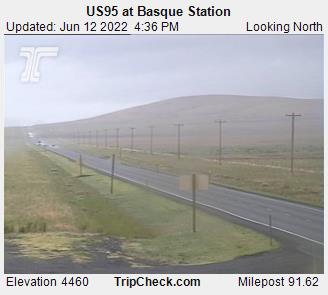 US95 at Basque Station
Updated: Jun 12 2022 4:36 PM Looking North
Elevation 4460 TripCheck.com Milepost 91.62